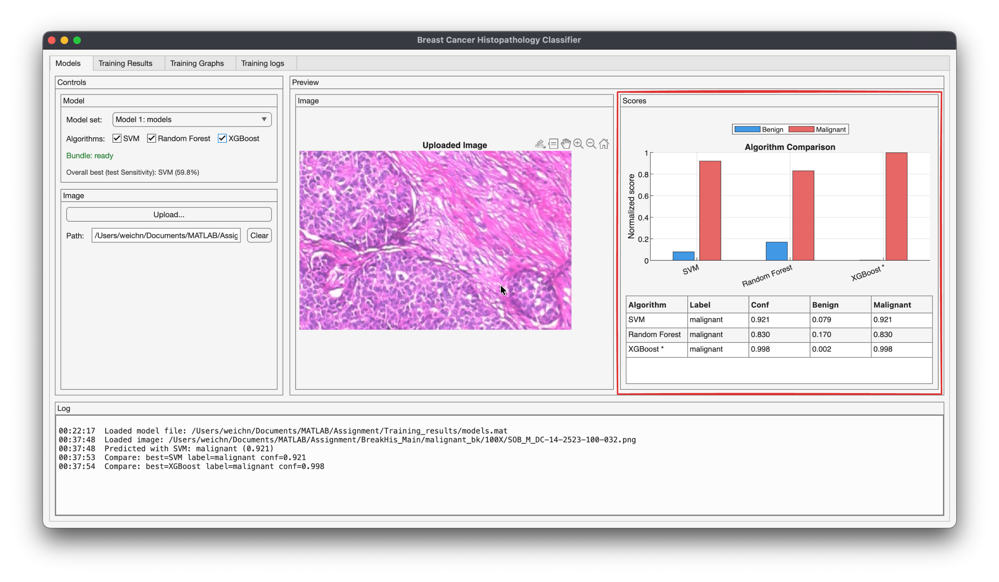 Breast Cancer Histopathology Classifier
Models Training Results Training Graphs Training logs
Controls
Model
Model set: Model 1: models
Algorithms: SVM Random Forest XGBoost
Bundle: ready
Overall best (test Sensitivity): SVM (59.8%)
Image
Upload...
Path: /Users/weichn/Documents/MATLAB/Assig Clear
Preview
Image
Uploaded Image
Scores
Benign Malignant
Algorithm Comparison
Normalized score
1
0.8
0.6
0.4
0.2
0
SVM Random Forest XGBoost *
Algorithm Label Conf Benign Malignant
SVM malignant 0.921 0.079 0.921
Random Forest malignant 0.830 0.170 0.830
XGBoost * malignant 0.998 0.002 0.998
Log
00:22:17 Loaded model file: /Users/weichn/Documents/MATLAB/Assignment/Training_results/models.mat
00:37:48 Loaded image: /Users/weichn/Documents/MATLAB/Assignment/BreakHis_Main/malignant_bk/100X/SOB_M_DC-14-2523-100-032.png
00:37:48 Predicted with SVM: malignant (0.921)
00:37:53 Compare: best=SVM label=malignant conf=0.921
00:37:54 Compare: best=XGBoost label=malignant conf=0.998